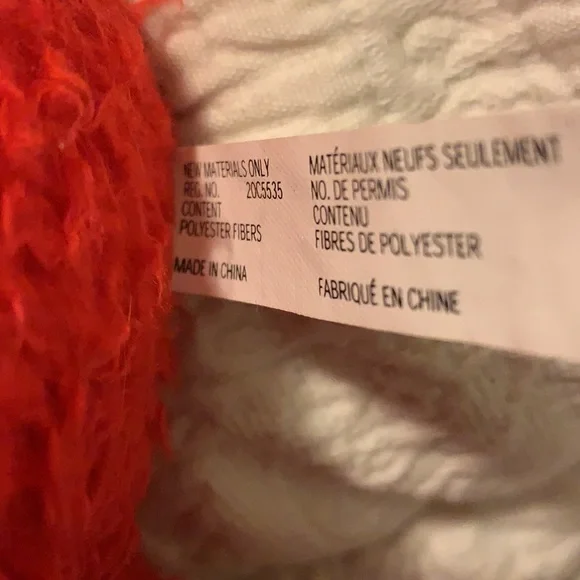 NEW MATERIALS ONLY
REG. NO. 20C5535
CONTENT
POLYESTER FIBERS
MADE IN CHINA
MATÉRIAUX NEUFS SEULEMENT
NO. DE PERMIS
CONTENU
FIBRES DE POLYESTER
FABRIQUÉ EN CHINE